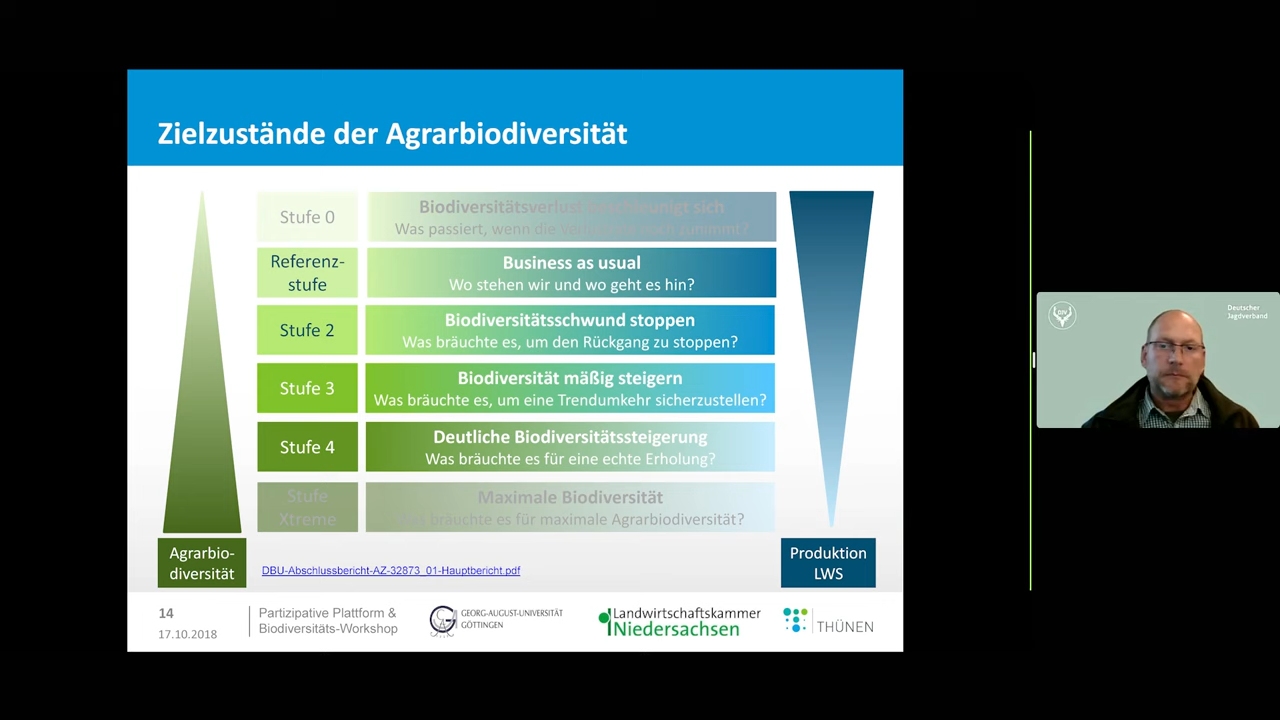 Zielzustände der Agrarbiodiversität
Stufe 0
Biodiversitätsverlust beschleunigt sich
Was passiert, wenn die noch zunimmt?
Referenz-
stufe
Business as usual
Wo stehen wir und wo geht es hin?
Stufe 2
Biodiversitätsschwund stoppen
Was bräuchte es, um den Rückgang zu stoppen?
Stufe 3
Biodiversität mäßig steigern
Was bräuchte es, um eine Trendumkehr sicherzustellen?
Stufe 4
Deutliche Biodiversitätssteigerung
Was bräuchte es für eine echte Erholung?
Stufe
Xtreme
Maximale Biodiversität
Was bräuchte es für maximale Agrarbiodiversität?
Agrarbio-
diversität
Produktion
LWS
DBU-Abschlussbericht-AZ-32873_01-Hauptbericht.pdf
14
17.10.2018
Partizipative Plattform &
Biodiversitäts-Workshop
GEORG-AUGUST-UNIVERSITÄT
GÖTTINGEN
Landwirtschaftskammer
Niedersachsen
THÜNEN
DJV
Deutscher
Jagdverband